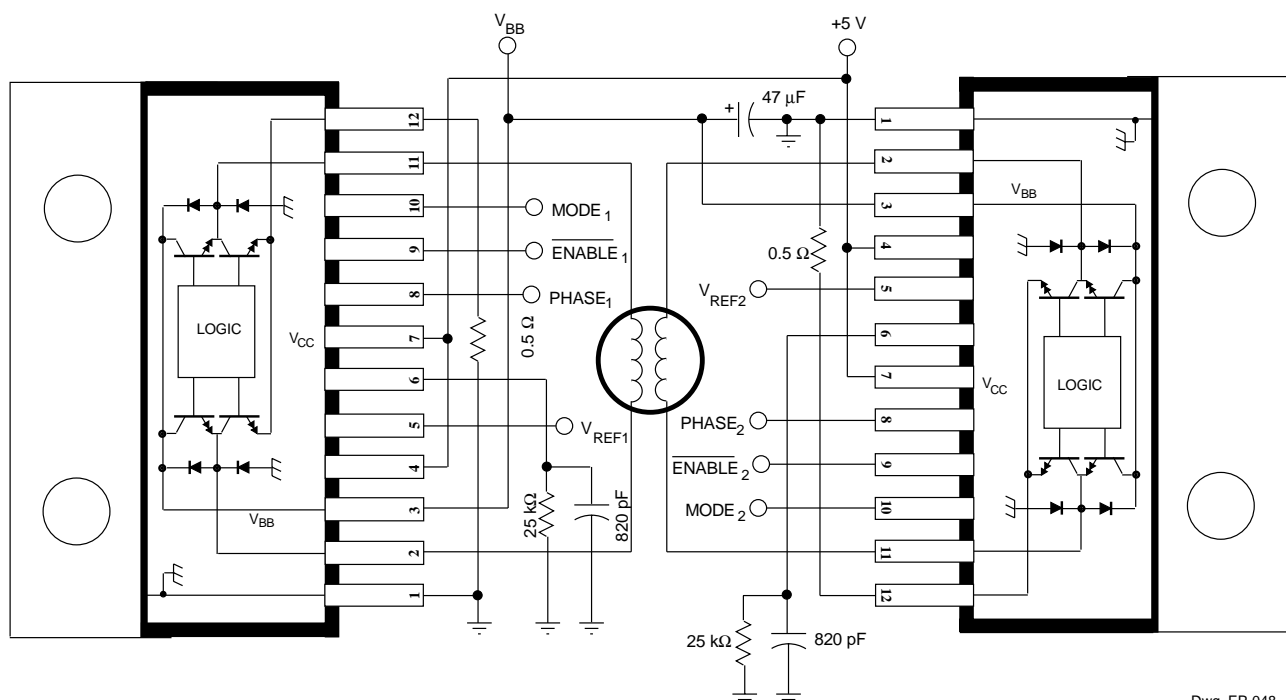 V_BB
+5 V
47 µF
+
12
11
10
9
8
7
6
5
4
3
2
1
MODE_1
ENABLE_1
PHASE_1
0.5 Ω
V_REF1
25 kΩ
820 pF
LOGIC
V_CC
V_BB
1
2
3
4
5
6
7
8
9
10
11
12
0.5 Ω
V_REF2
PHASE_2
ENABLE_2
MODE_2
25 kΩ
820 pF
V_BB
V_CC
LOGIC